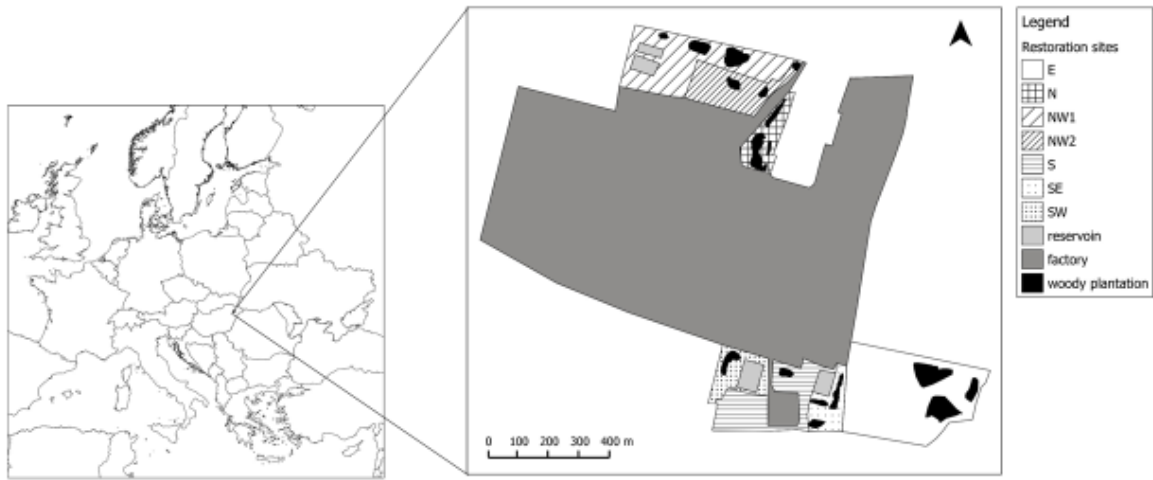 Legend
Restoration sites
E
N
NW1
NW2
S
SE
SW
reservoin
factory
woody plantation
0 100 200 300 400 m